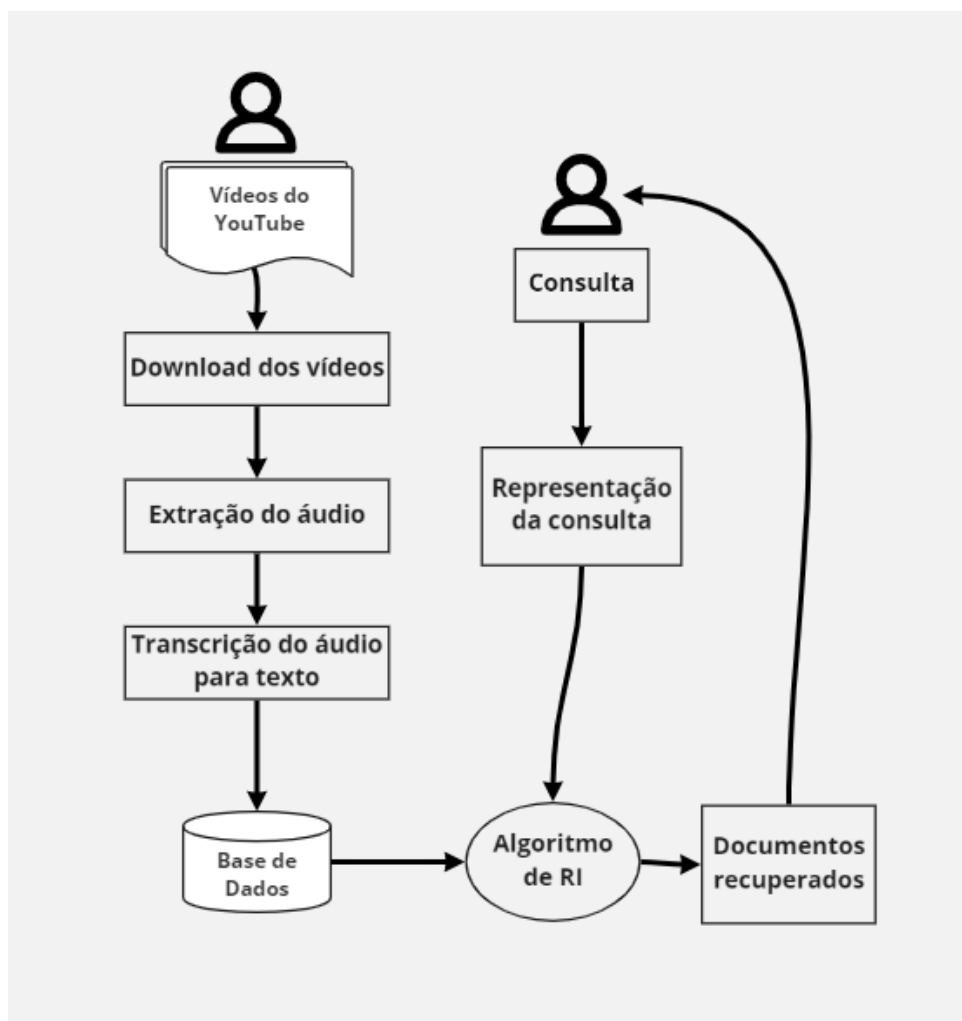 Vídeos do
YouTube
Download dos vídeos
Extração do áudio
Transcrição do áudio
para texto
Base de
Dados
Consulta
Representação
da consulta
Algoritmo
de RI
Documentos
recuperados